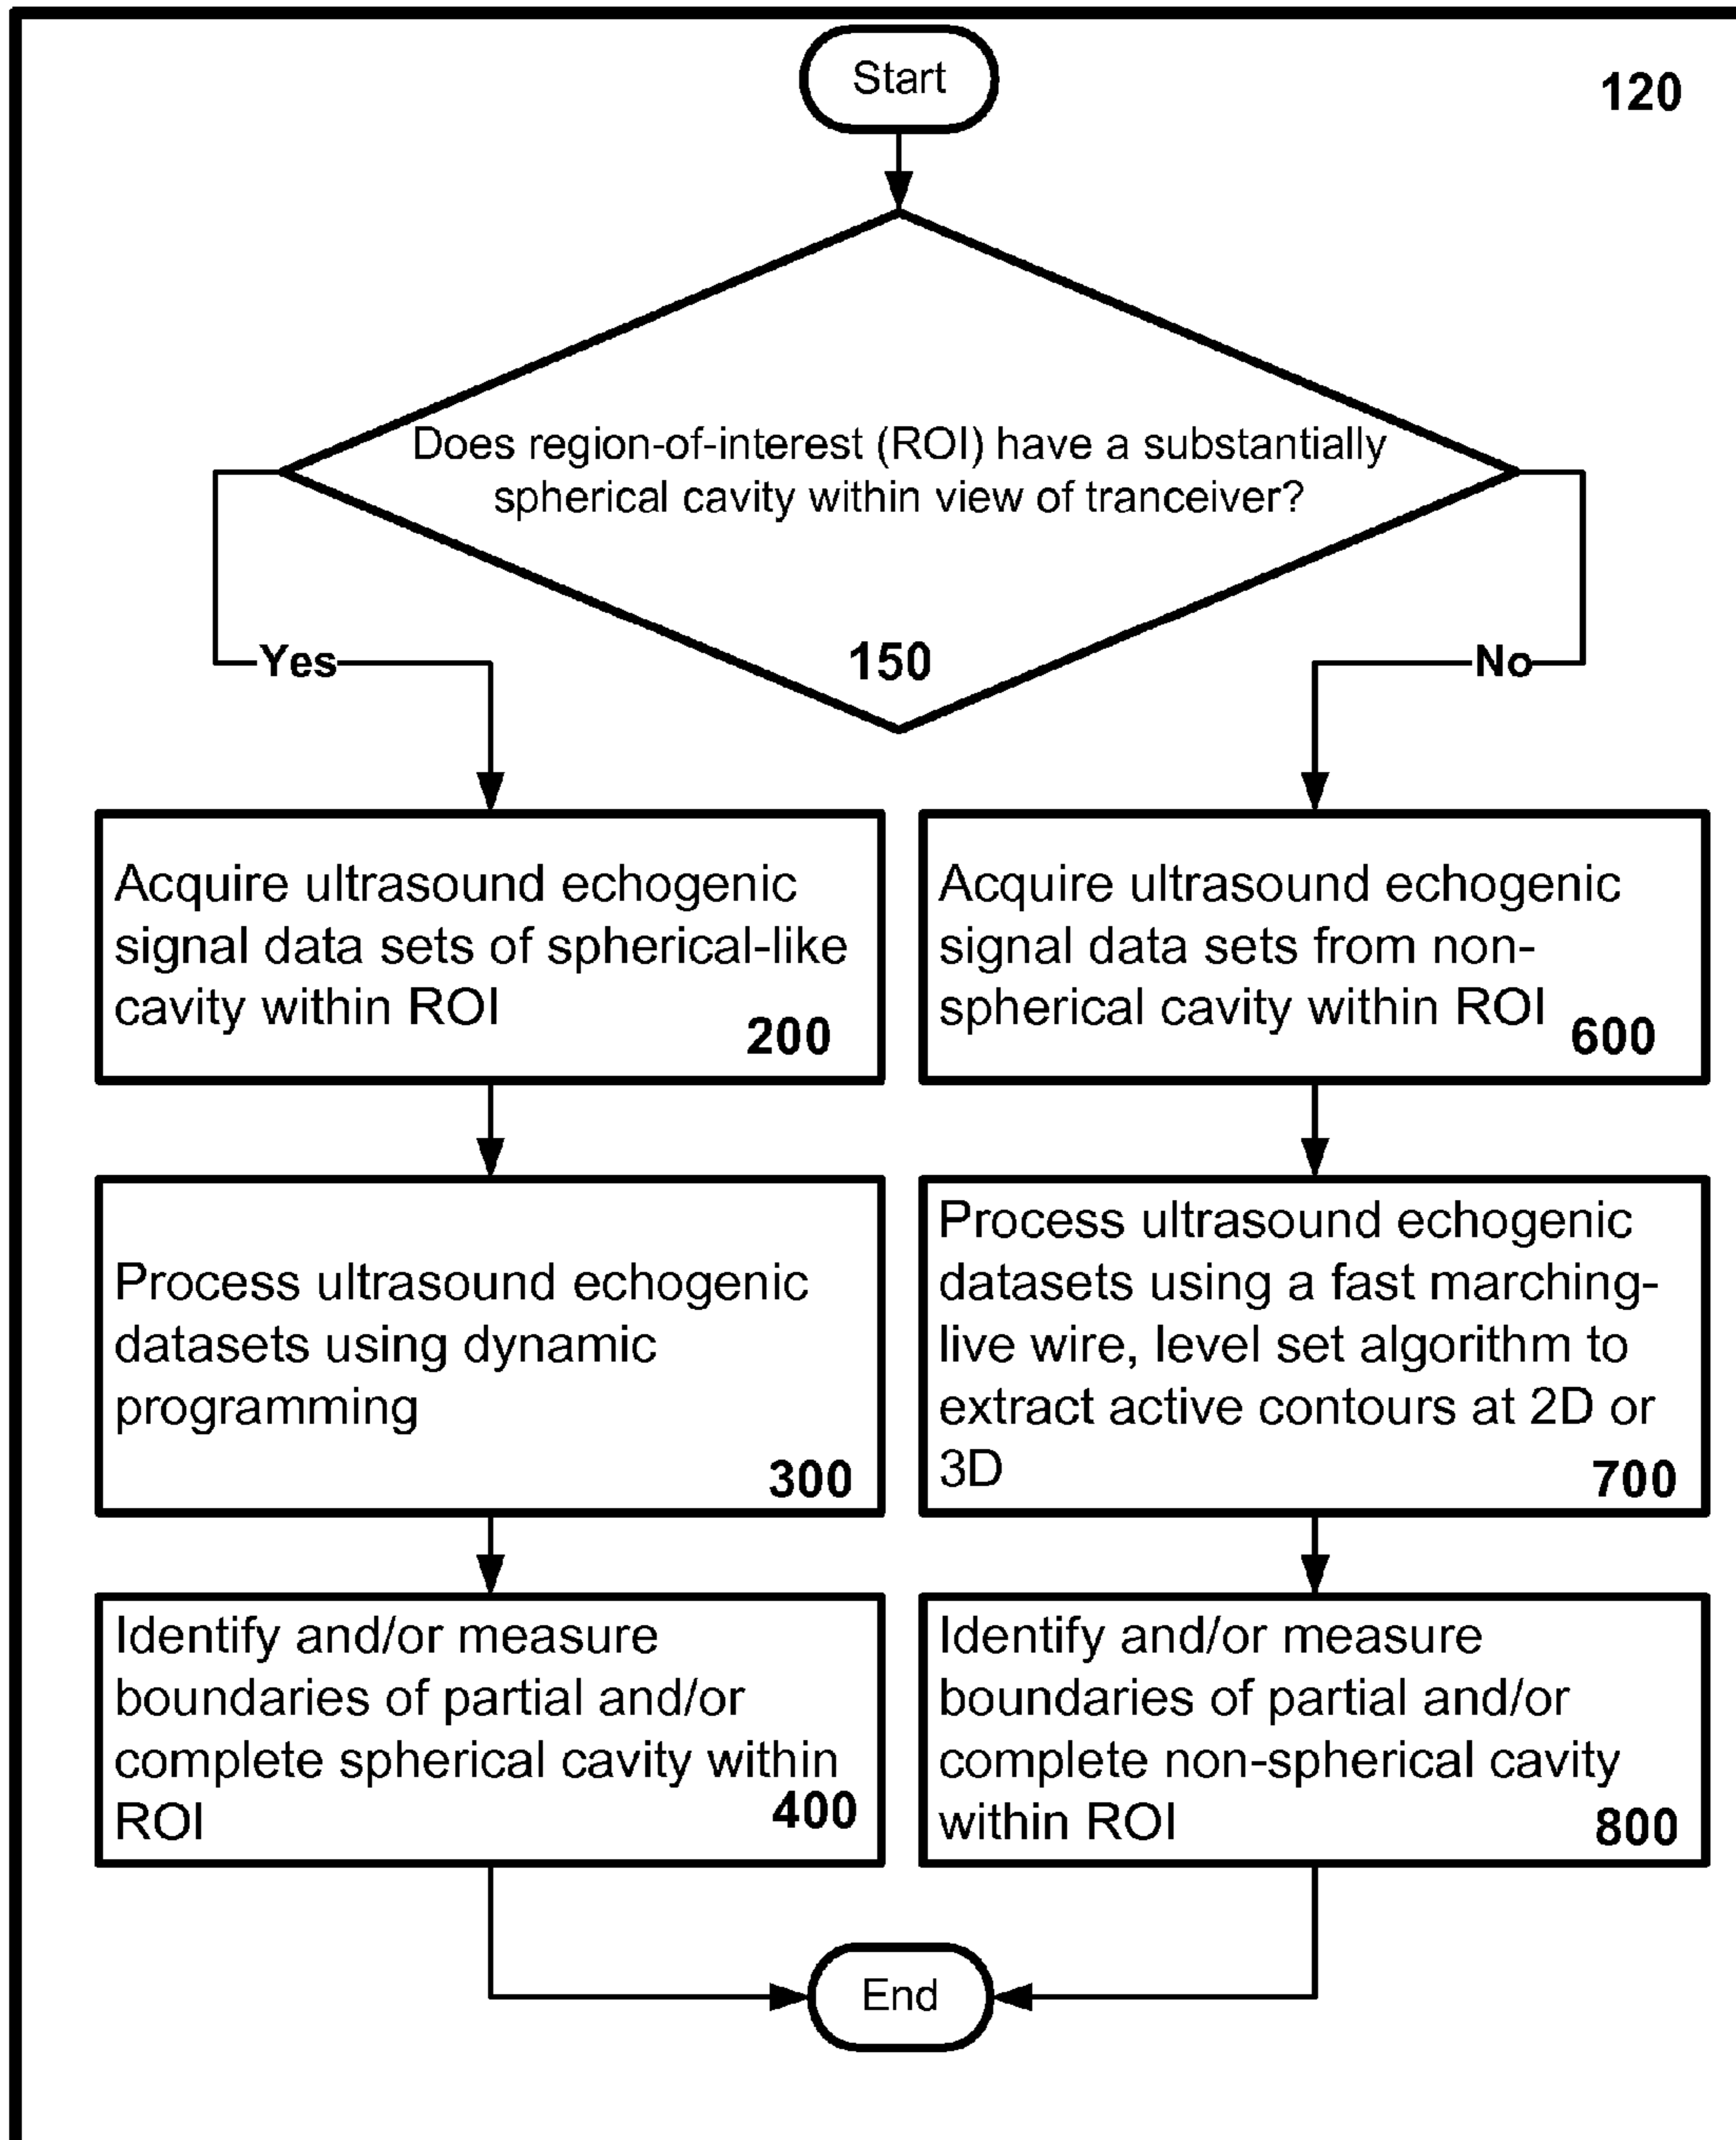 Start
120
Does region-of-interest (ROI) have a substantially
spherical cavity within view of tranceiver?
150
Yes
No
Acquire ultrasound echogenic
signal data sets of spherical-like
cavity within ROI
200
Acquire ultrasound echogenic
signal data sets from non-
spherical cavity within ROI
600
Process ultrasound echogenic
datasets using dynamic
programming
300
Process ultrasound echogenic
datasets using a fast marching-
live wire, level set algorithm to
extract active contours at 2D or
3D
700
Identify and/or measure
boundaries of partial and/or
complete spherical cavity within
ROI
400
Identify and/or measure
boundaries of partial and/or
complete non-spherical cavity
within ROI
800
End